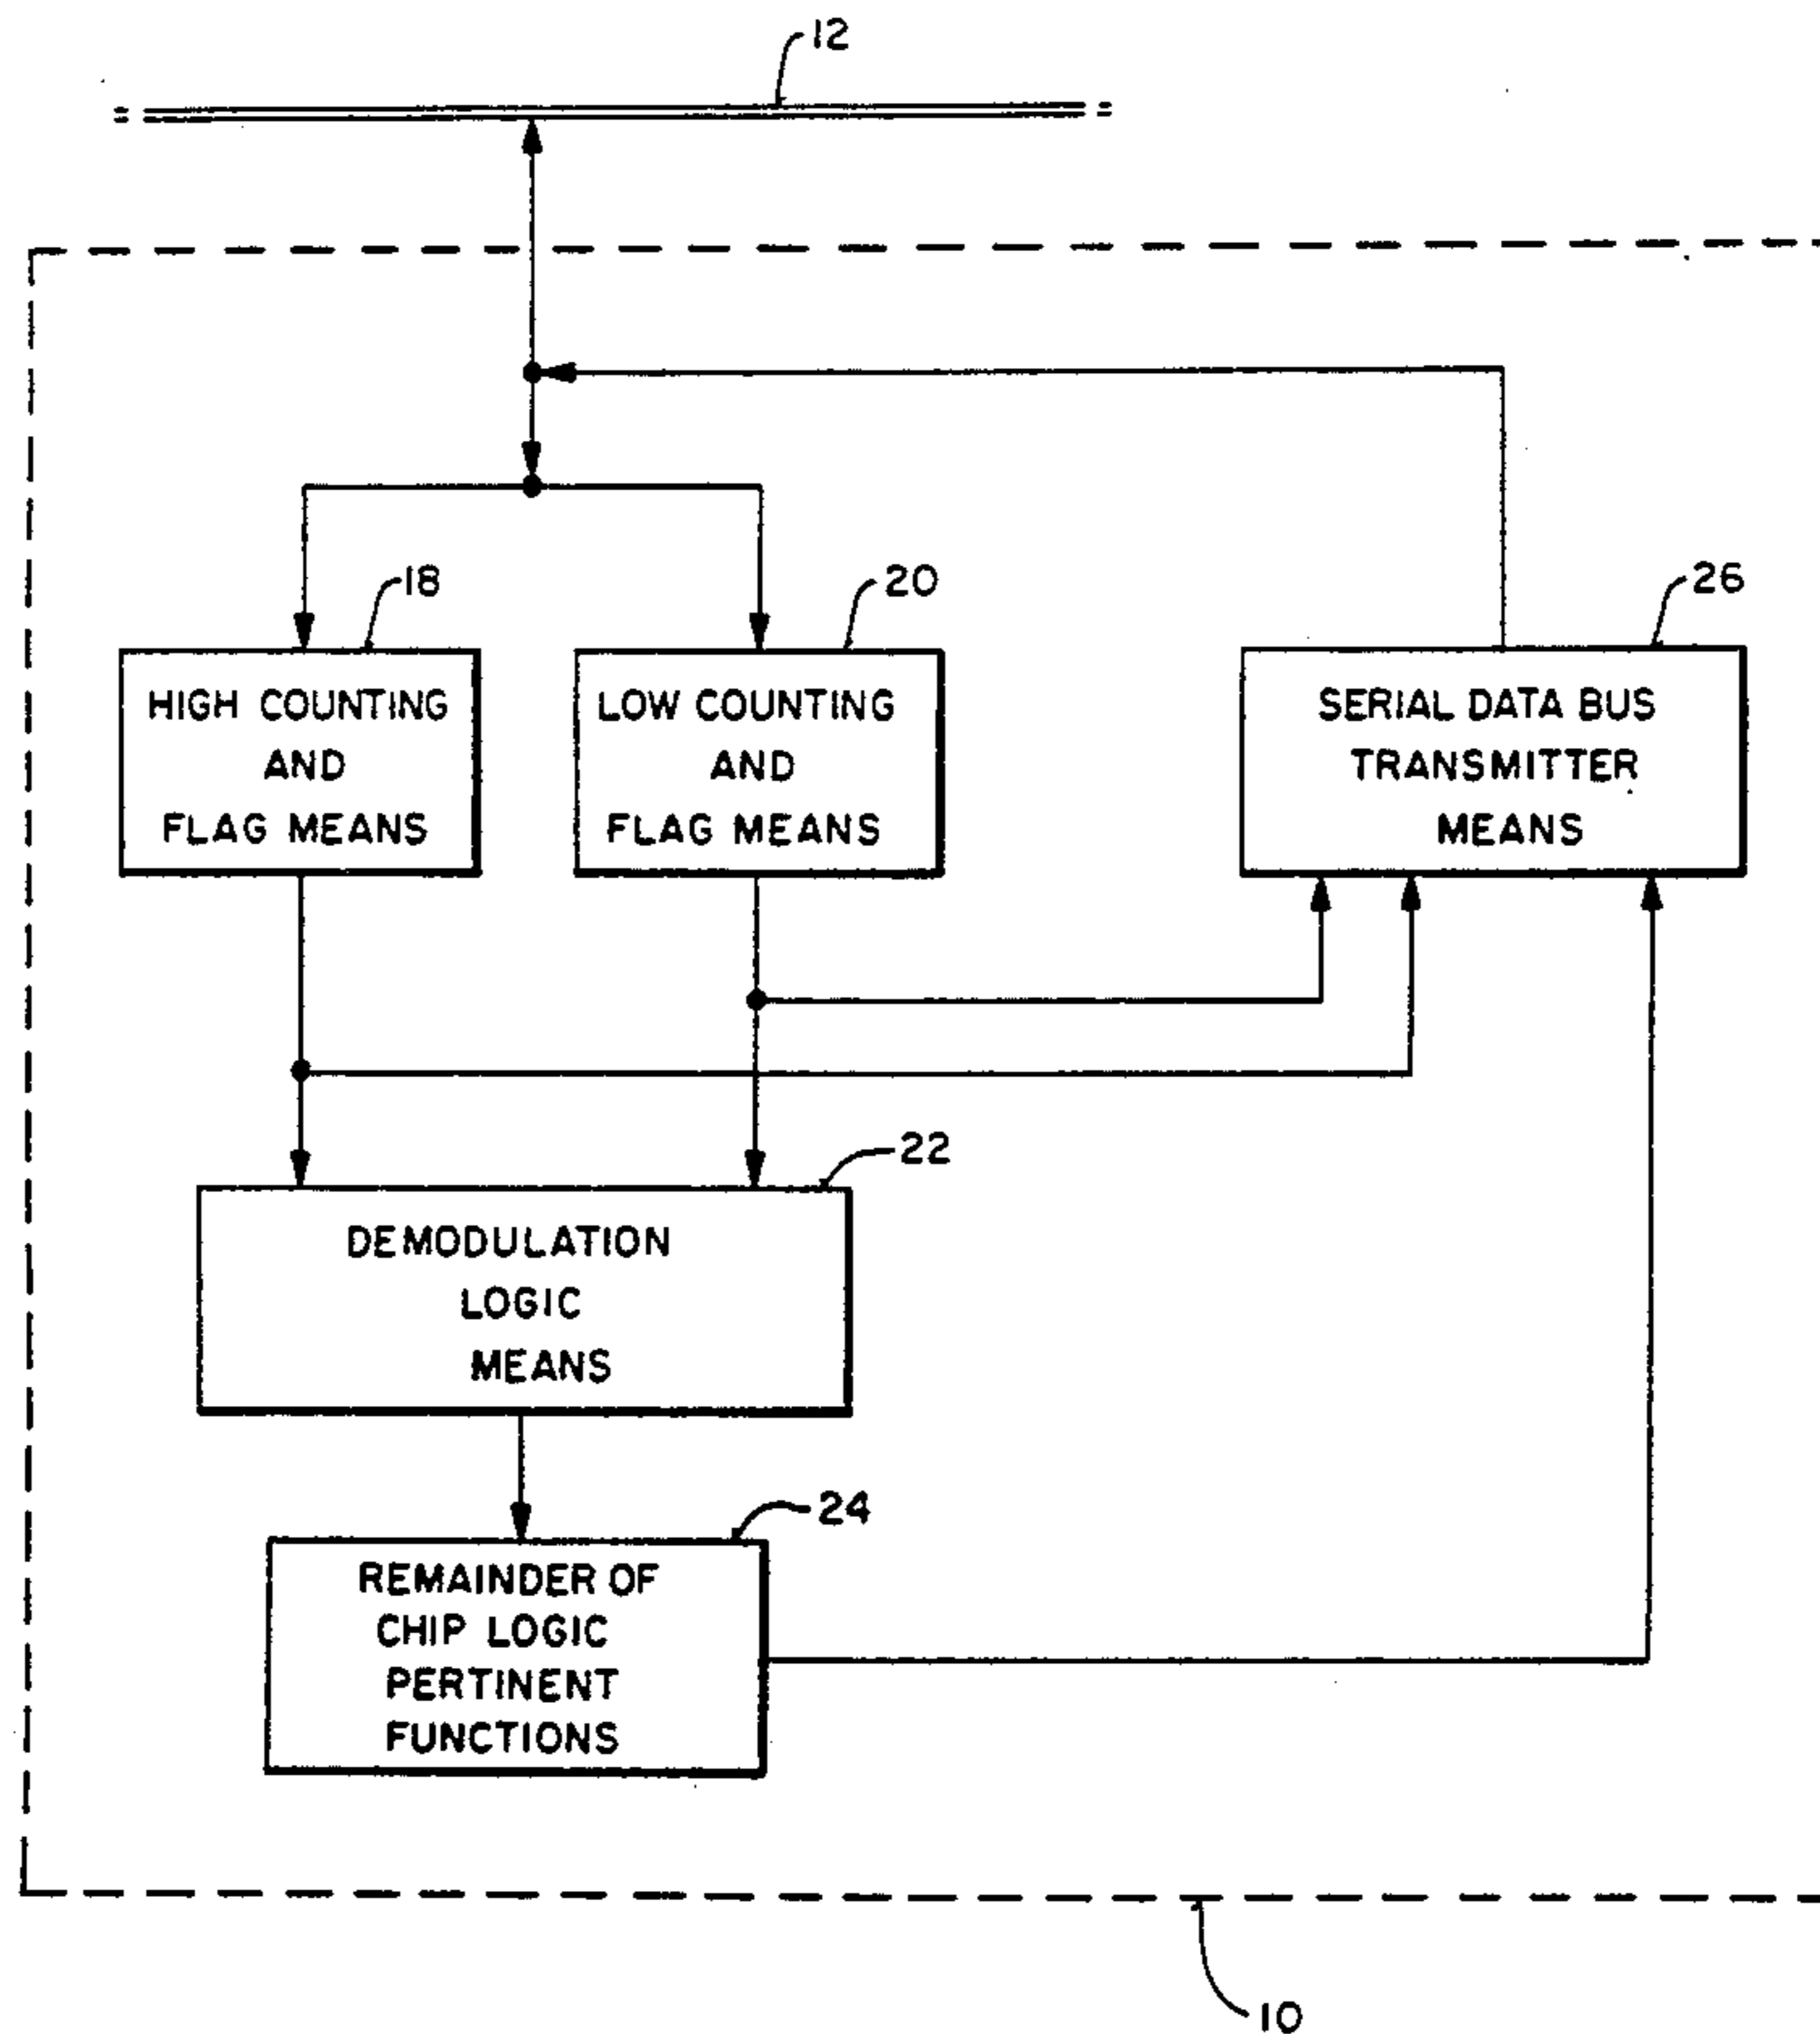 12
18
20
26
HIGH COUNTING
AND
FLAG MEANS
LOW COUNTING
AND
FLAG MEANS
SERIAL DATA BUS
TRANSMITTER
MEANS
22
DEMODULATION
LOGIC
MEANS
24
REMAINDER OF
CHIP LOGIC
PERTINENT
FUNCTIONS
10